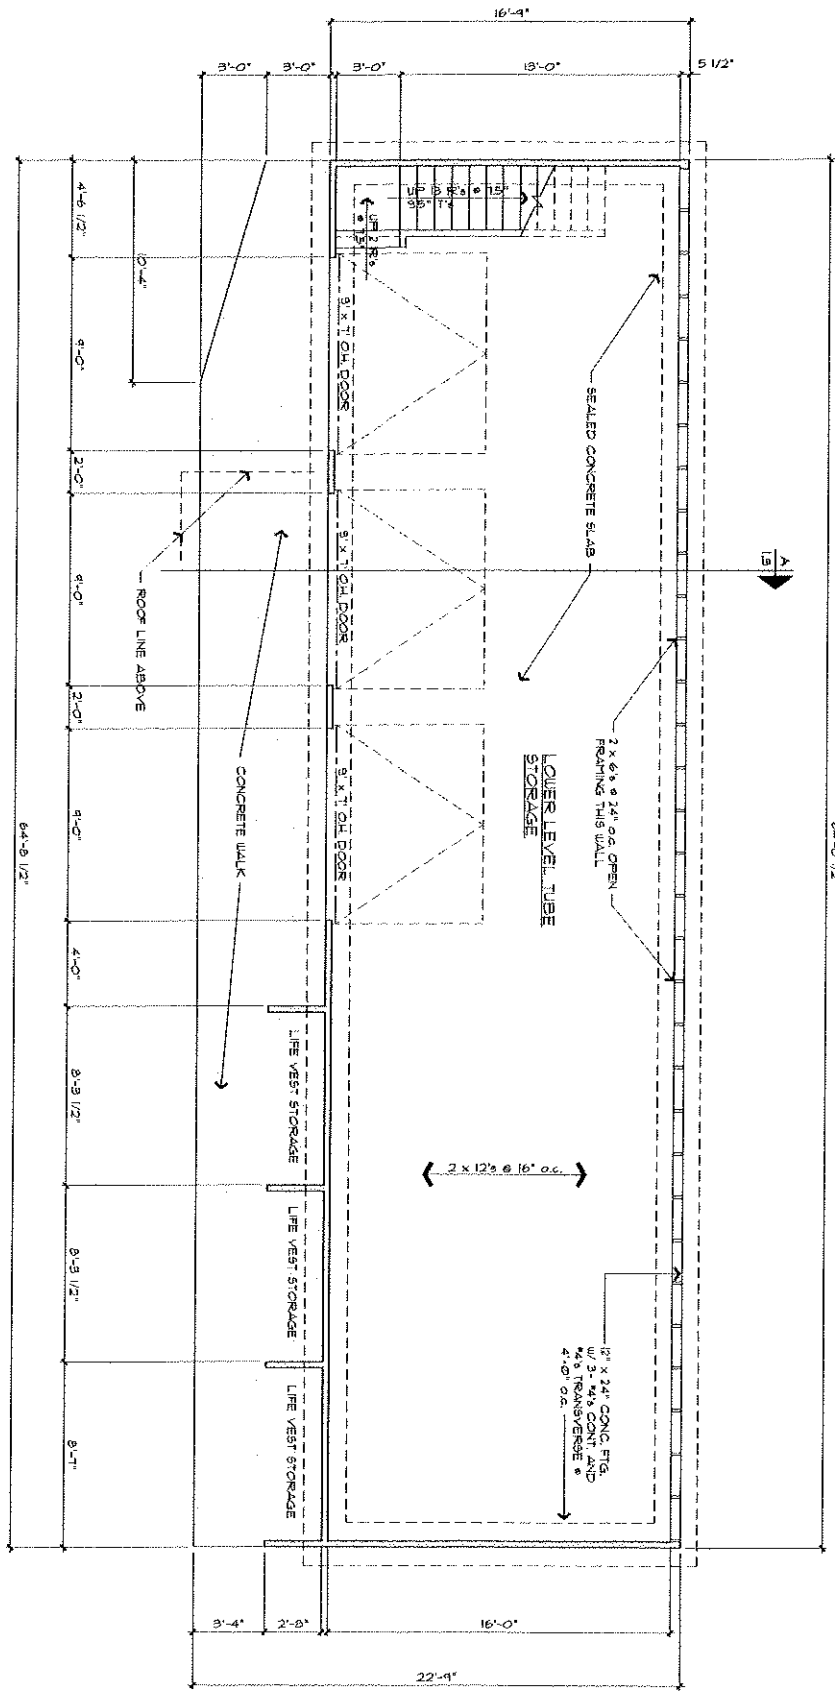 16'-9"
3'-0"
3'-0"
3'-0"
13'-0"
5 1/2"
4'-6 1/2"
10'-4"
9'-0"
2'-0"
9'-0"
2'-0"
9'-0"
4'-0"
8'-3 1/2"
8'-3 1/2"
8'-7"
64'-8 1/2"
UP 13 R's @ 7.5"
9.5" T's
UP 2 R's
@ 7.5"
9' x 7' OH. DOOR
9' x 7' OH. DOOR
9' x 7' OH. DOOR
SEALED CONCRETE SLAB
A
ROOF LINE ABOVE
CONCRETE WALK
2 x 6's @ 24" o.c. OPEN
FRAMING THIS WALL
LOWER LEVEL TUBE
STORAGE
LIFE VEST STORAGE
LIFE VEST STORAGE
LIFE VEST STORAGE
2 x 12's @ 16" o.c.
12" x 24" CONC. FTG.
w/ 3 - #4's CONT. AND
#4's TRANSVERSE @
4'-0" o.c.
3'-4"
2'-8"
16'-0"
22'-9"